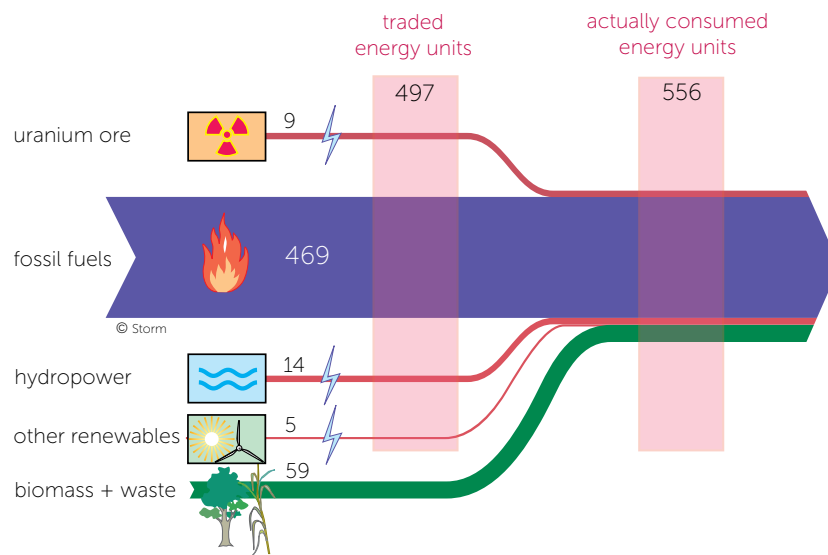 traded
energy units
actually consumed
energy units
497
556
uranium ore
9
fossil fuels
469
© Storm
hydropower
14
other renewables
5
biomass + waste
59